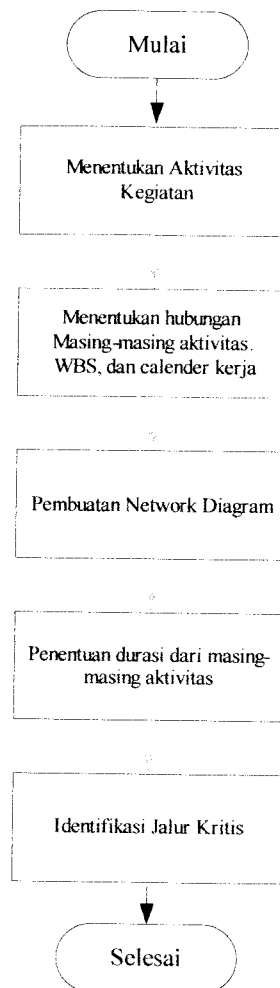 Mulai
Menentukan Aktivitas
Kegiatan
Menentukan hubungan
Masing-masing aktivitas.
WBS, dan calender kerja
Pembuatan Network Diagram
Penentuan durasi dari masing-
masing aktivitas
Identifikasi Jalur Kritis
Selesai